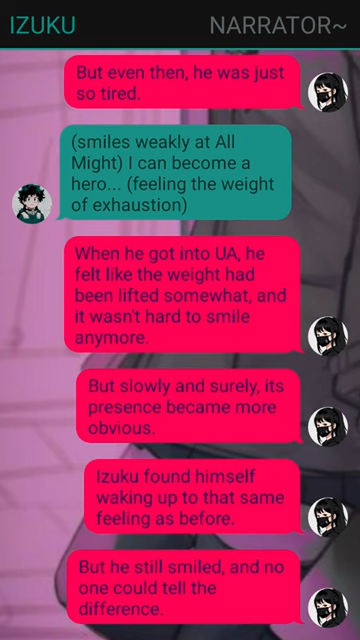 IZUKU NARRATOR~
But even then, he was just
so tired.
(smiles weakly at All
Might) I can become a
hero... (feeling the weight
of exhaustion)
When he got into UA, he
felt like the weight had
been lifted somewhat, and
it wasn't hard to smile
anymore.
But slowly and surely, its
presence became more
obvious.
Izuku found himself
waking up to that same
feeling as before.
But he still smiled, and no
one could tell the
difference.